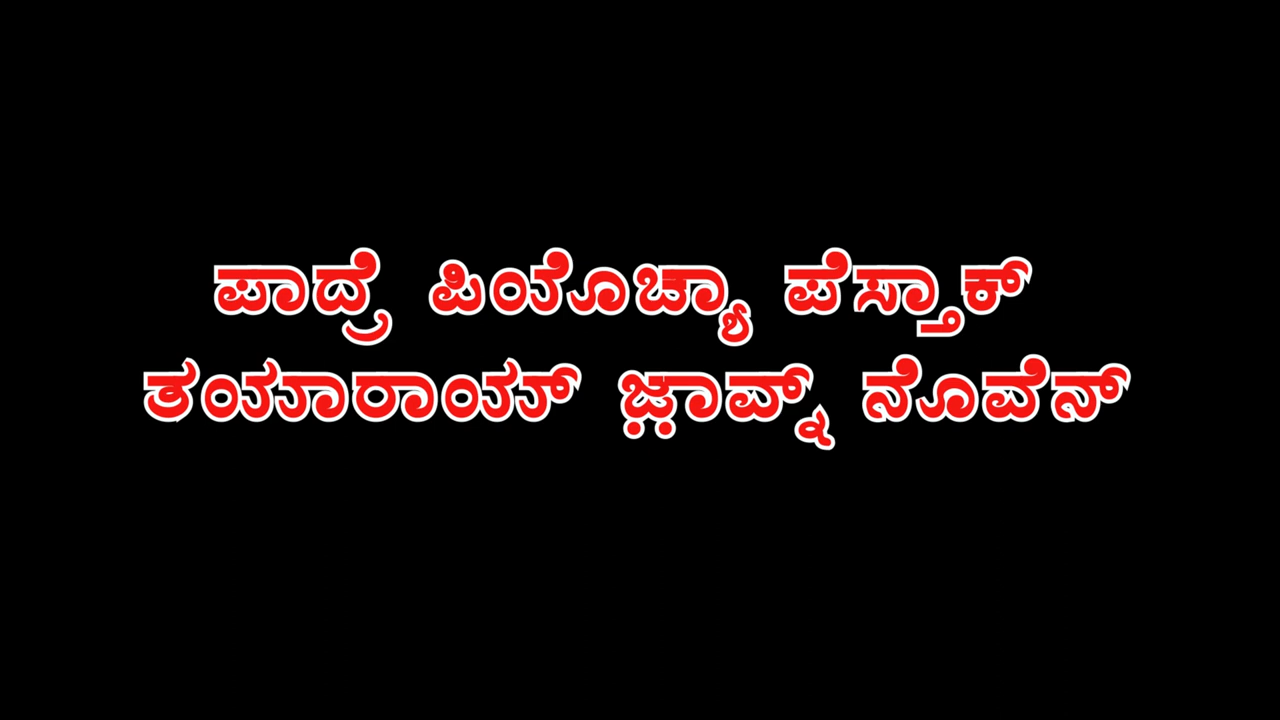 ಪಾದ್ರೆ ಪಿಯೊಚ್ಯಾ ಪೆಸ್ತಾಕ್
ತಯಾರಾಯ್ ಜ಼ಾವ್ನ್ ನೊವೆನ್